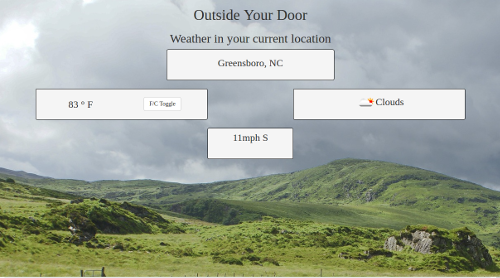 Outside Your Door
Weather in your current location
Greensboro, NC
83 ° F
F/C Toggle
Clouds
11mph S